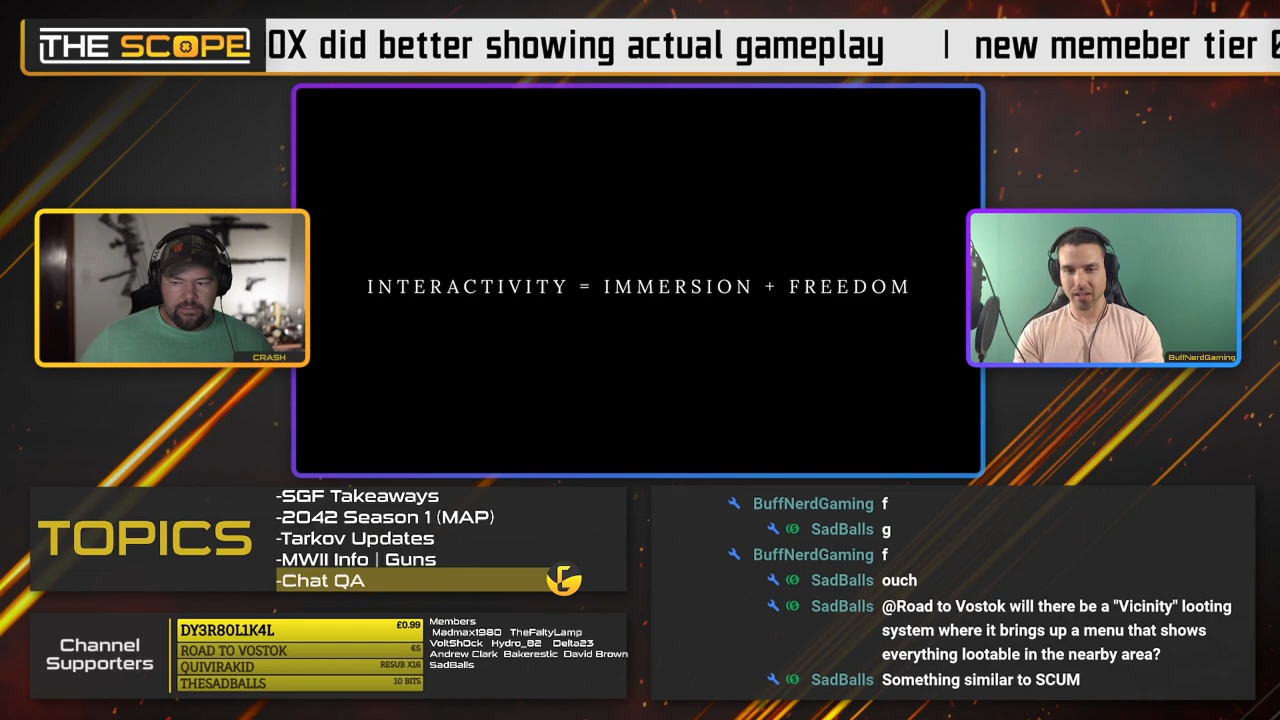 THE SCOPE
OX did better showing actual gameplay | new memeber tier
INTERACTIVITY = IMMERSION + FREEDOM
CRASH
BuffNerdGaming
TOPICS
-SGF Takeaways
-2042 Season 1 (MAP)
-Tarkov Updates
-MWII Info | Guns
-Chat QA
Channel
Supporters
DY3R80L1K4L £0.99
ROAD TO VOSTOK €5
QUIVIRAKID RESUB X16
THESADBALLS 10 BITS
Members
Madmax1980 TheFaltyLamp
VoltShOck Hydro_82 Delta23
Andrew Clark Bakerestic David Brown
SadBalls
BuffNerdGaming f
SadBalls g
BuffNerdGaming f
SadBalls ouch
SadBalls @Road to Vostok will there be a "Vicinity" looting
system where it brings up a menu that shows
everything lootable in the nearby area?
SadBalls Something similar to SCUM